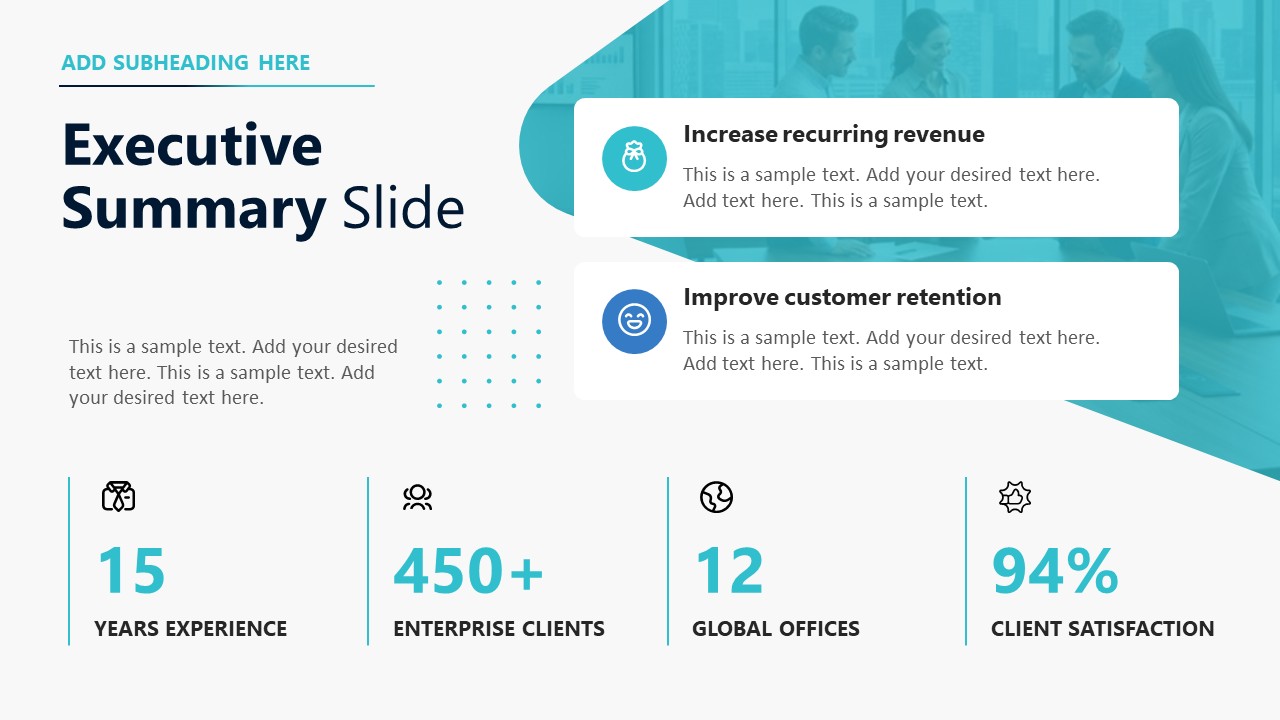 ADD SUBHEADING HERE
Executive
Summary Slide
This is a sample text. Add your desired
text here. This is a sample text. Add
your desired text here.
Increase recurring revenue
This is a sample text. Add your desired text here.
Add text here. This is a sample text.
Improve customer retention
This is a sample text. Add your desired text here.
Add text here. This is a sample text.
15
YEARS EXPERIENCE
450+
ENTERPRISE CLIENTS
12
GLOBAL OFFICES
94%
CLIENT SATISFACTION